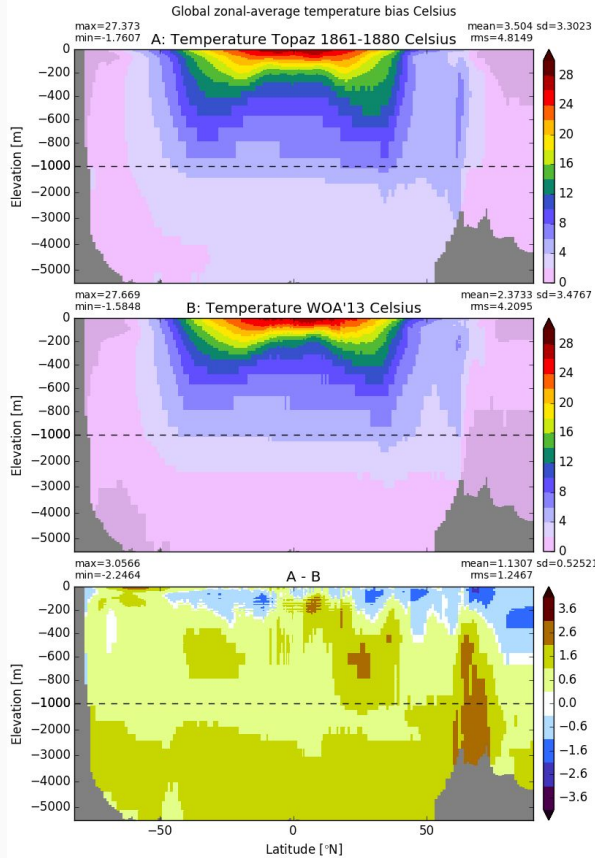 Global zonal-average temperature bias Celsius
max=27.373
min=-1.7607
mean=3.504 sd=3.3023
rms=4.8149
A: Temperature Topaz 1861-1880 Celsius
Elevation [m]
0
−200
−400
−600
−800
−1000
−2000
−3000
−4000
−5000
28
24
20
16
12
8
4
0
max=27.669
min=-1.5848
mean=2.3733 sd=3.4767
rms=4.2095
B: Temperature WOA'13 Celsius
Elevation [m]
0
−200
−400
−600
−800
−1000
−2000
−3000
−4000
−5000
28
24
20
16
12
8
4
0
max=3.0566
min=-2.2464
mean=1.1307 sd=0.52521
rms=1.2467
A - B
Elevation [m]
0
−200
−400
−600
−800
−1000
−2000
−3000
−4000
−5000
3.6
2.6
1.6
0.6
0.0
−0.6
−1.6
−2.6
−3.6
−50
0
50
Latitude [°N]